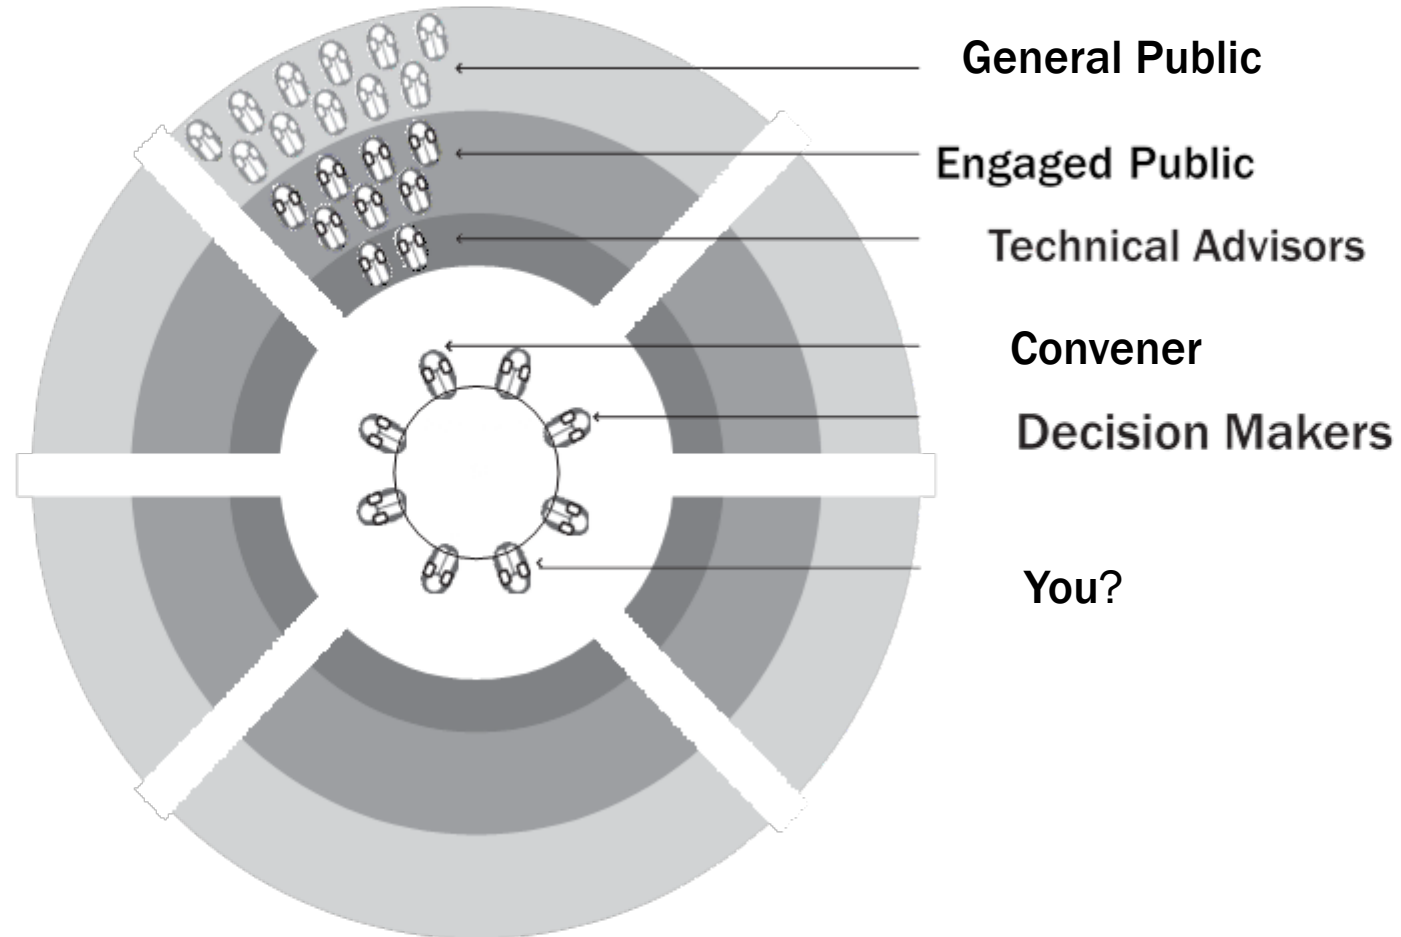 General Public
Engaged Public
Technical Advisors
Convener
Decision Makers
You?